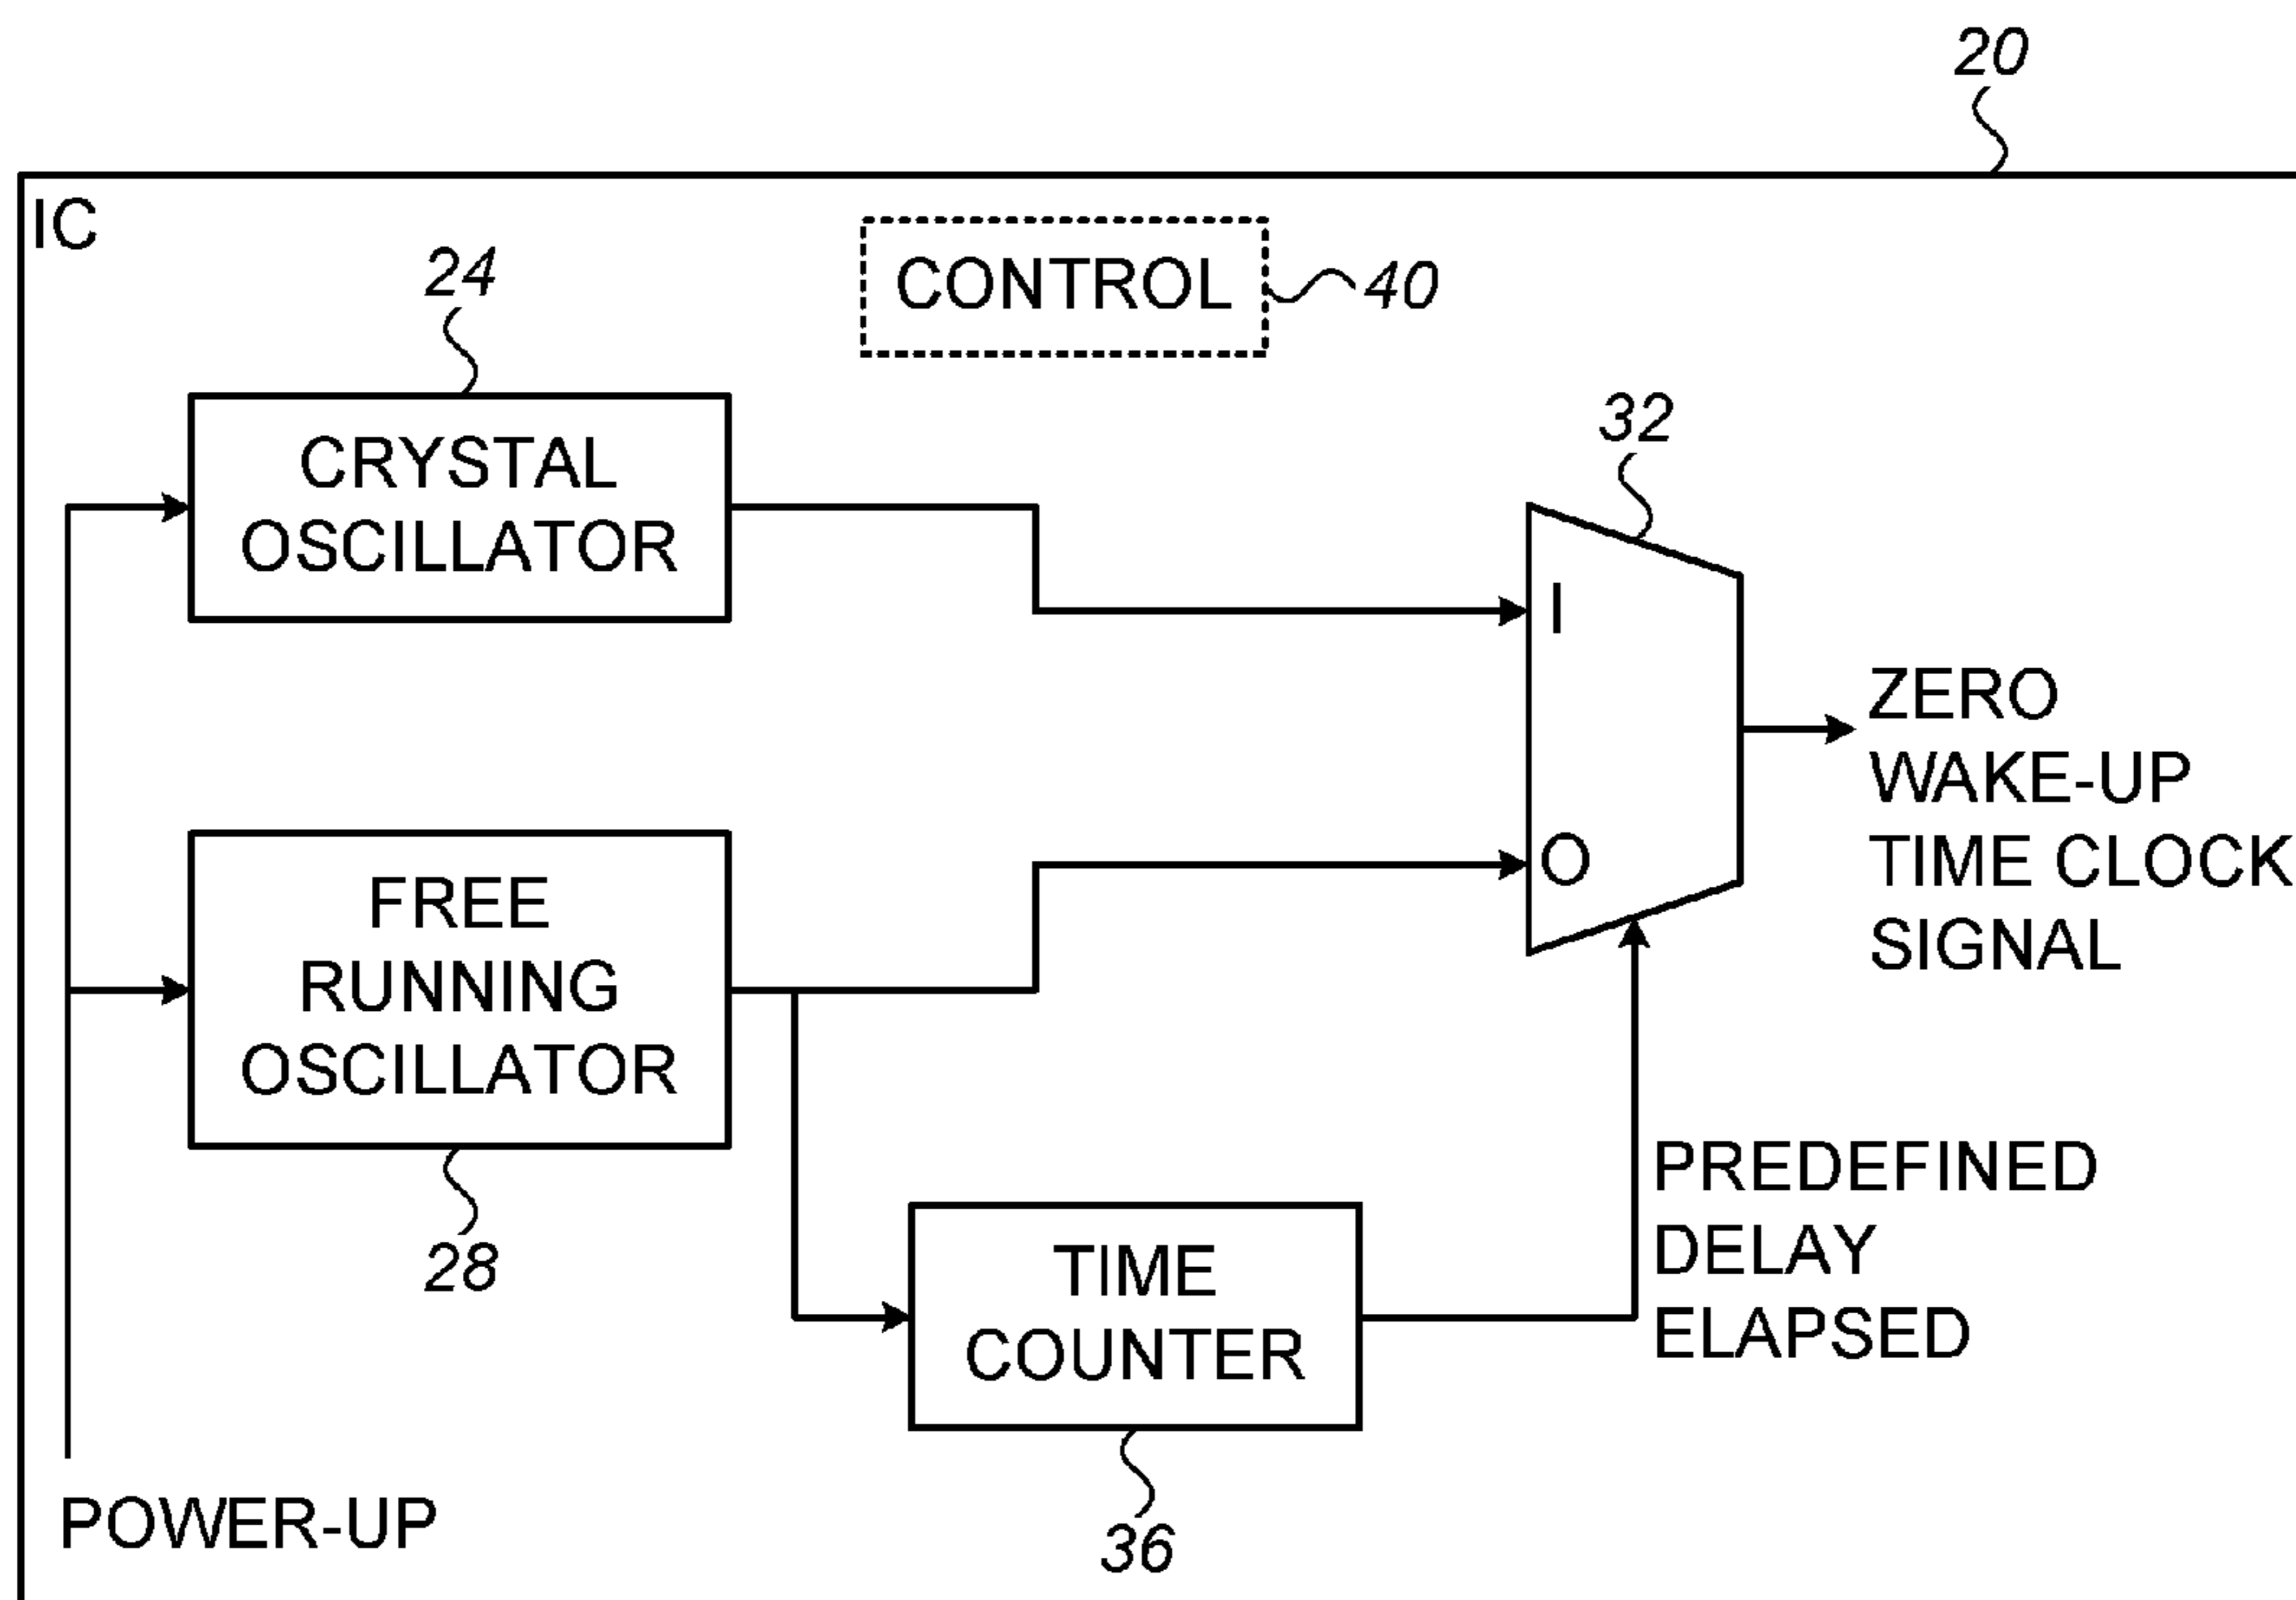 20
IC
24
CONTROL
40
CRYSTAL
OSCILLATOR
32
I
O
ZERO
WAKE-UP
TIME CLOCK
SIGNAL
FREE
RUNNING
OSCILLATOR
28
TIME
COUNTER
36
PREDEFINED
DELAY
ELAPSED
POWER-UP